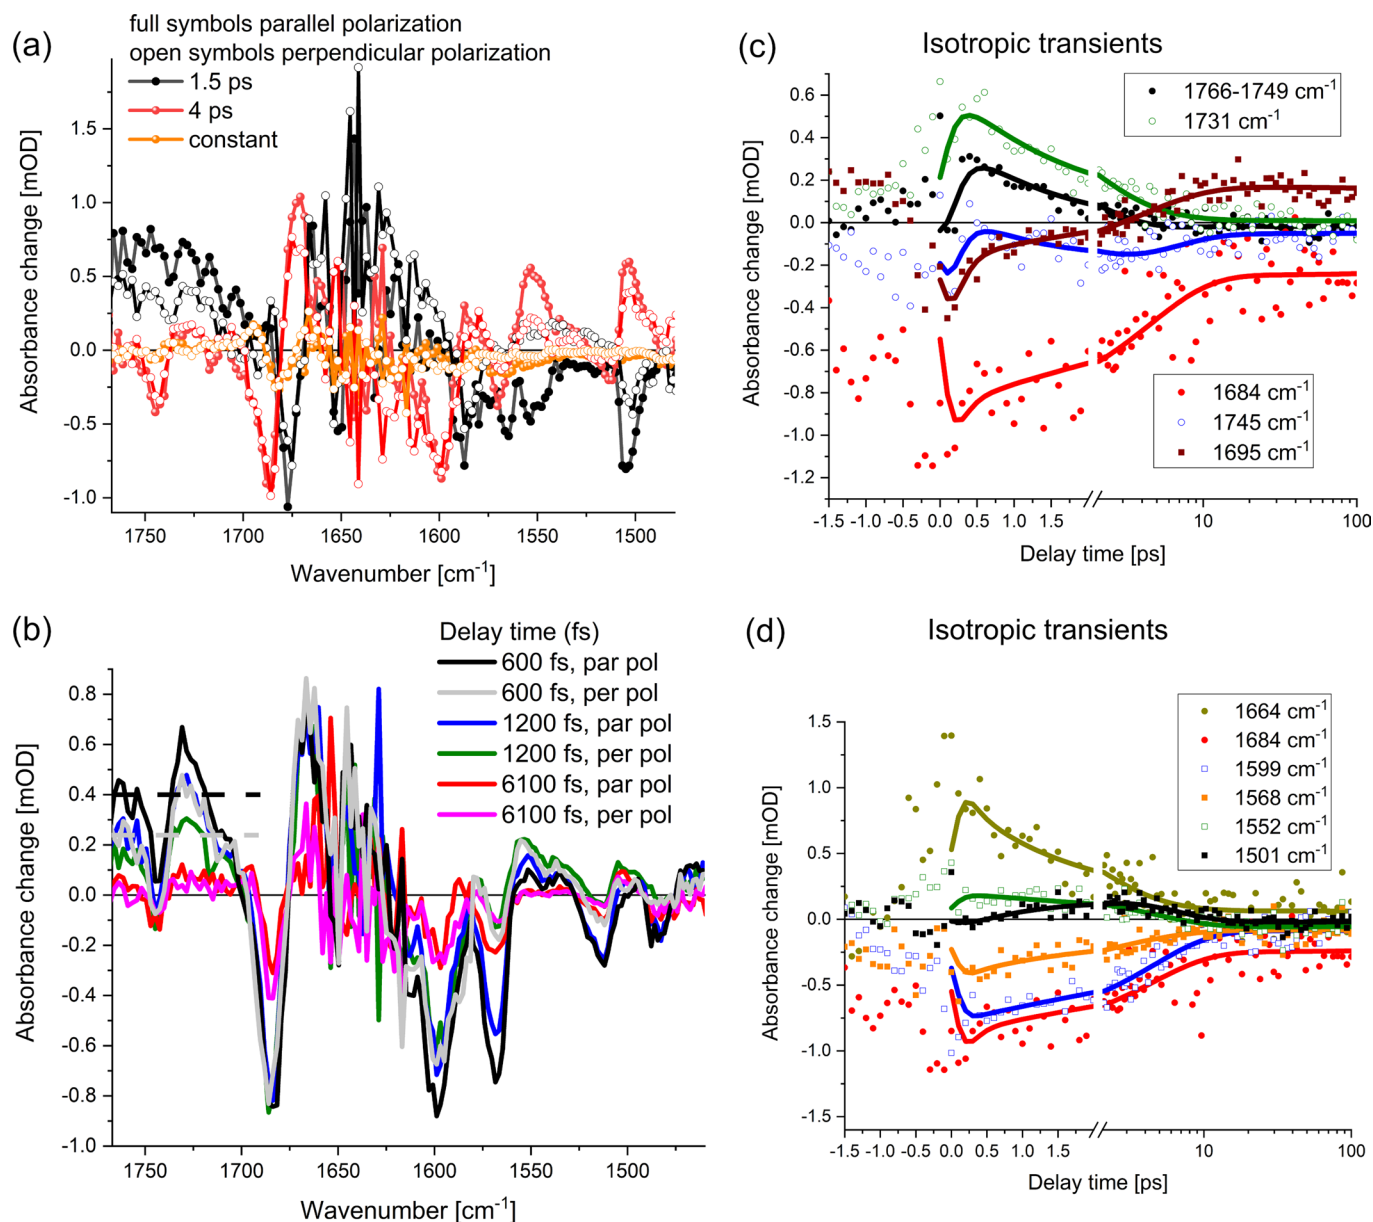 (a)
full symbols parallel polarization
open symbols perpendicular polarization
1.5 ps
4 ps
constant
Absorbance change [mOD]
1.5
1.0
0.5
0.0
-0.5
-1.0
1750 1700 1650 1600 1550 1500
Wavenumber [cm⁻¹]
(c)
Isotropic transients
1766-1749 cm⁻¹
1731 cm⁻¹
Absorbance change [mOD]
0.6
0.4
0.2
0.0
-0.2
-0.4
-0.6
-0.8
-1.0
-1.2
1684 cm⁻¹
1745 cm⁻¹
1695 cm⁻¹
-1.5 -1.0 -0.5 0.0 0.5 1.0 1.5 10 100
Delay time [ps]
(b)
Delay time (fs)
600 fs, par pol
600 fs, per pol
1200 fs, par pol
1200 fs, per pol
6100 fs, par pol
6100 fs, per pol
Absorbance change [mOD]
0.8
0.6
0.4
0.2
0.0
-0.2
-0.4
-0.6
-0.8
-1.0
1750 1700 1650 1600 1550 1500
Wavenumber [cm⁻¹]
(d)
Isotropic transients
1664 cm⁻¹
1684 cm⁻¹
1599 cm⁻¹
1568 cm⁻¹
1552 cm⁻¹
1501 cm⁻¹
Absorbance change [mOD]
1.5
1.0
0.5
0.0
-0.5
-1.0
-1.5
-1.5 -1.0 -0.5 0.0 0.5 1.0 1.5 10 100
Delay time [ps]